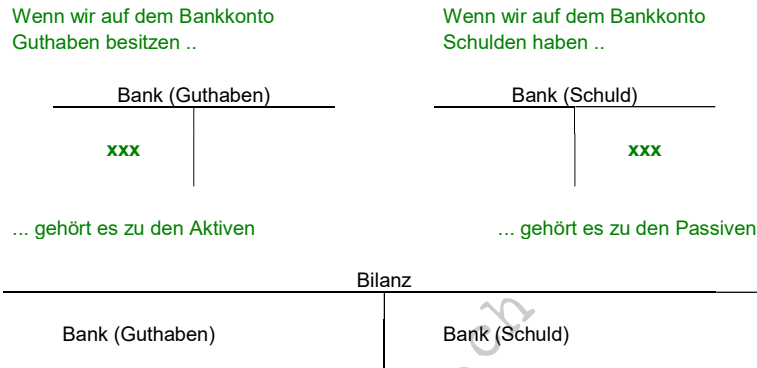 Wenn wir auf dem Bankkonto
Guthaben besitzen ..
Wenn wir auf dem Bankkonto
Schulden haben ..
Bank (Guthaben)
Bank (Schuld)
xxx
xxx
... gehört es zu den Aktiven
... gehört es zu den Passiven
Bilanz
Bank (Guthaben)
Bank (Schuld)